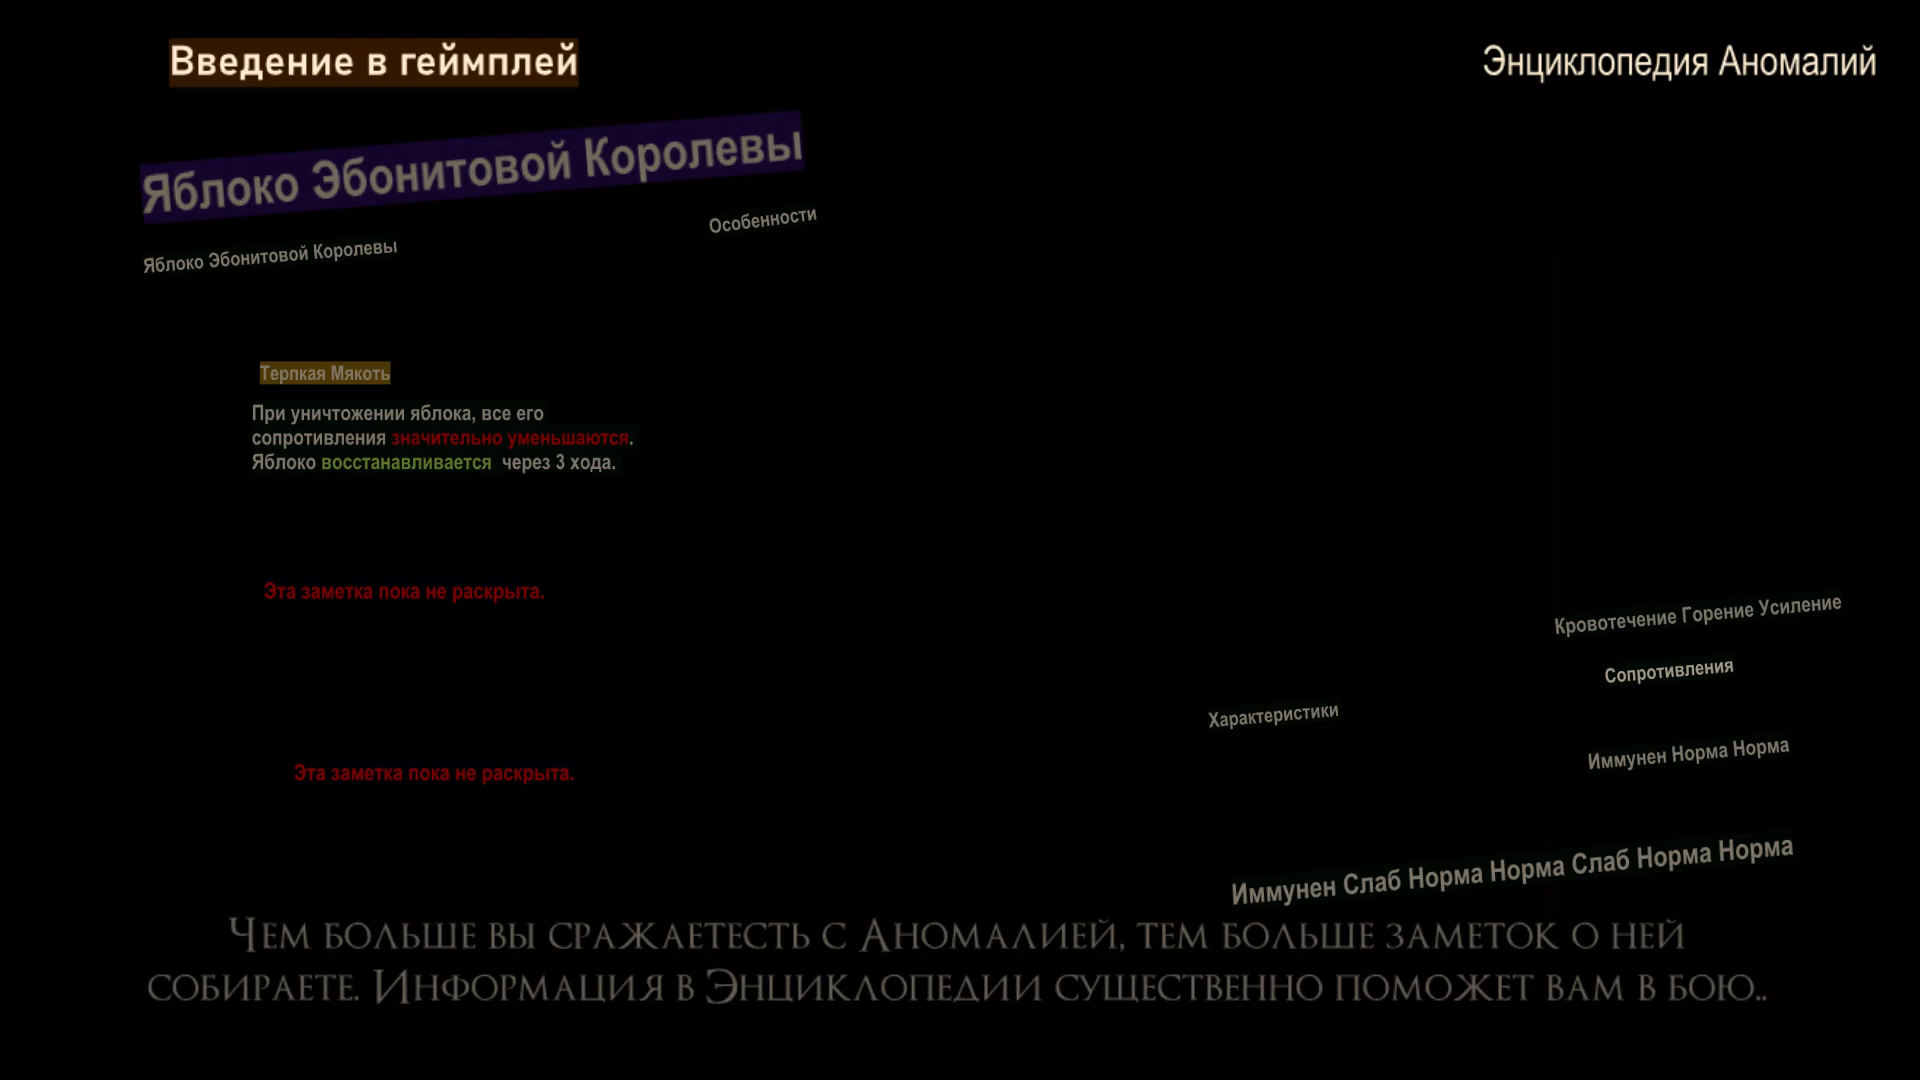 Введение в геймплей
Энциклопедия Аномалий
Яблоко Эбонитовой Королевы
Особенности
Яблоко Эбонитовой Королевы
Терпкая Мякоть
При уничтожении яблока, все его
сопротивления значительно уменьшаются.
Яблоко восстанавливается через 3 хода.
Эта заметка пока не раскрыта.
Кровотечение Горение Усиление
Сопротивления
Характеристики
Иммунен Норма Норма
Эта заметка пока не раскрыта.
Иммунен Слаб Норма Норма Слаб Норма Норма
Чем больше вы сражаетесть с Аномалией, тем больше заметок о ней
собираете. Информация в Энциклопедии существенно поможет вам в бою..